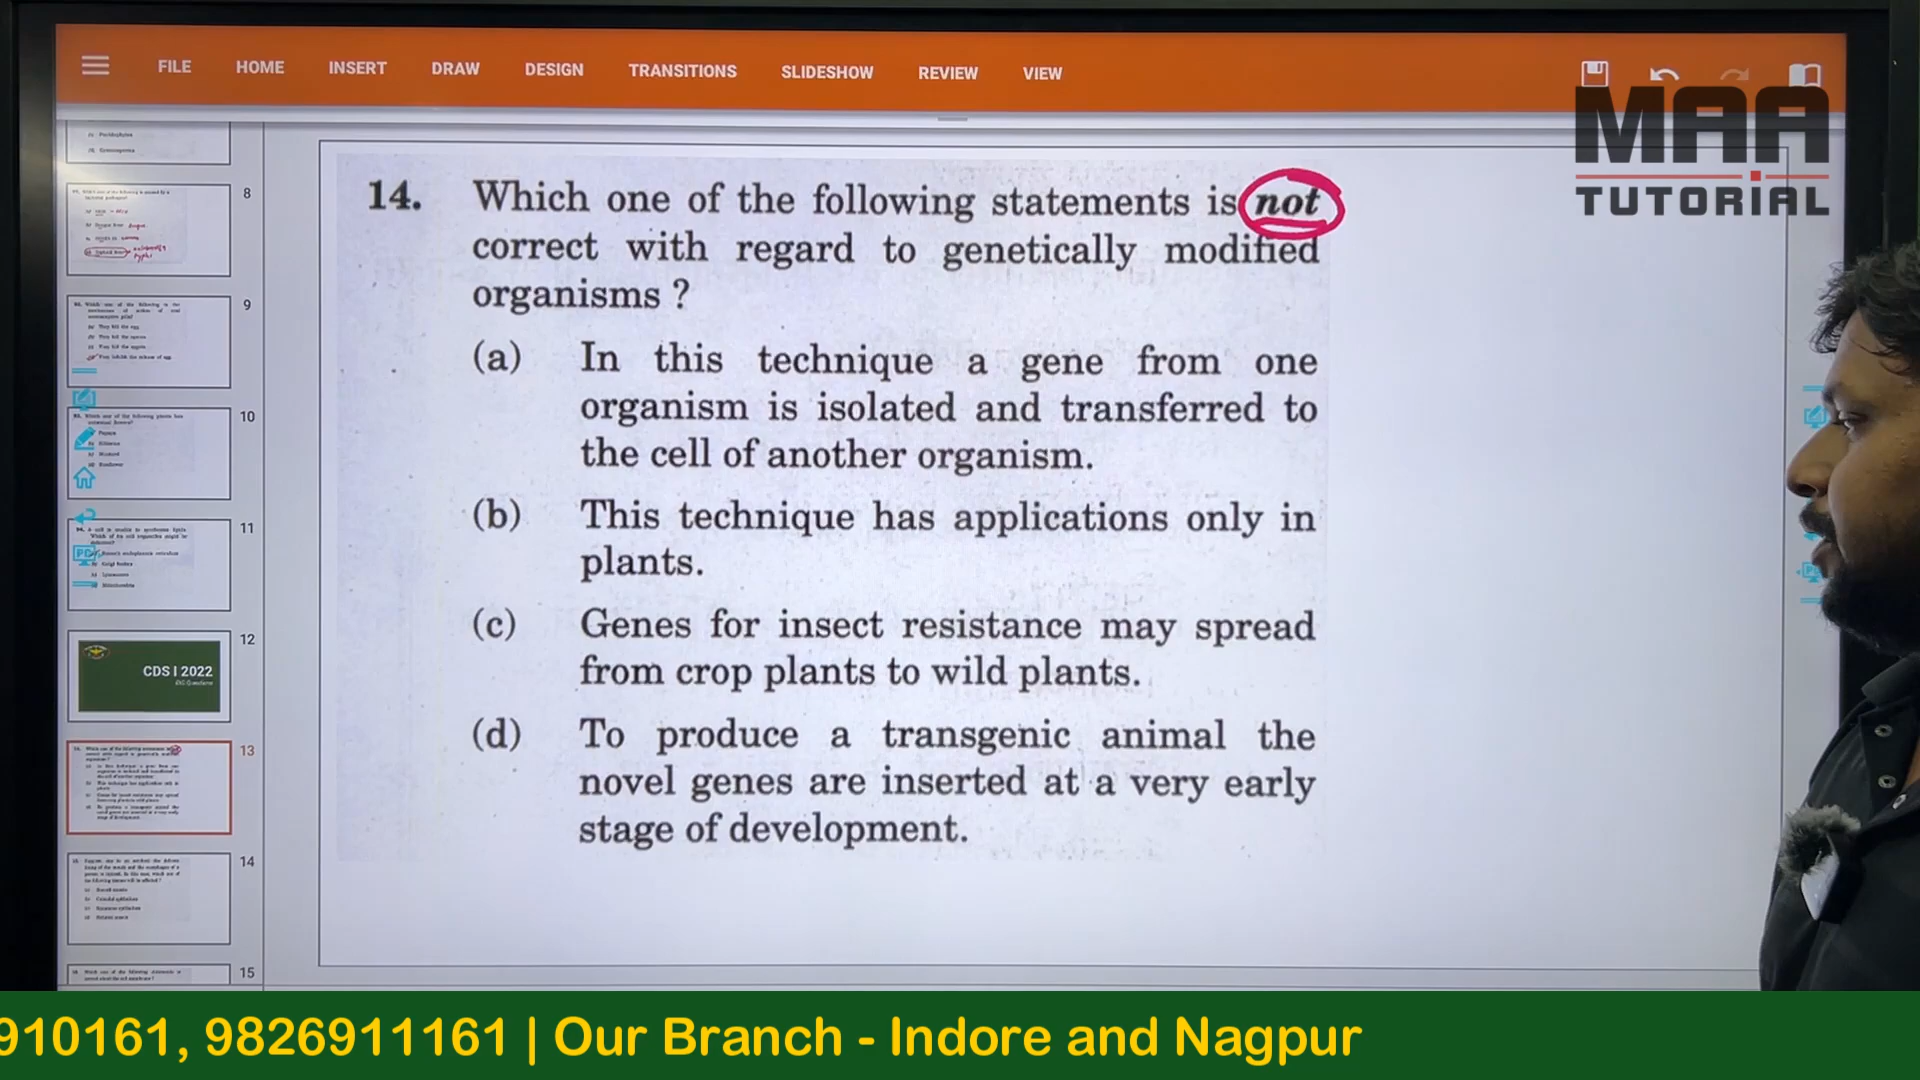 FILE HOME INSERT DRAW DESIGN TRANSITIONS SLIDESHOW REVIEW VIEW
MAA
TUTORIAL
14. Which one of the following statements is not
correct with regard to genetically modified
organisms ?
(a) In this technique a gene from one
organism is isolated and transferred to
the cell of another organism.
(b) This technique has applications only in
plants.
(c) Genes for insect resistance may spread
from crop plants to wild plants.
(d) To produce a transgenic animal the
novel genes are inserted at a very early
stage of development.
8
9
10
11
12
CDS I 2022
13
14
15
910161, 9826911161 | Our Branch - Indore and Nagpur